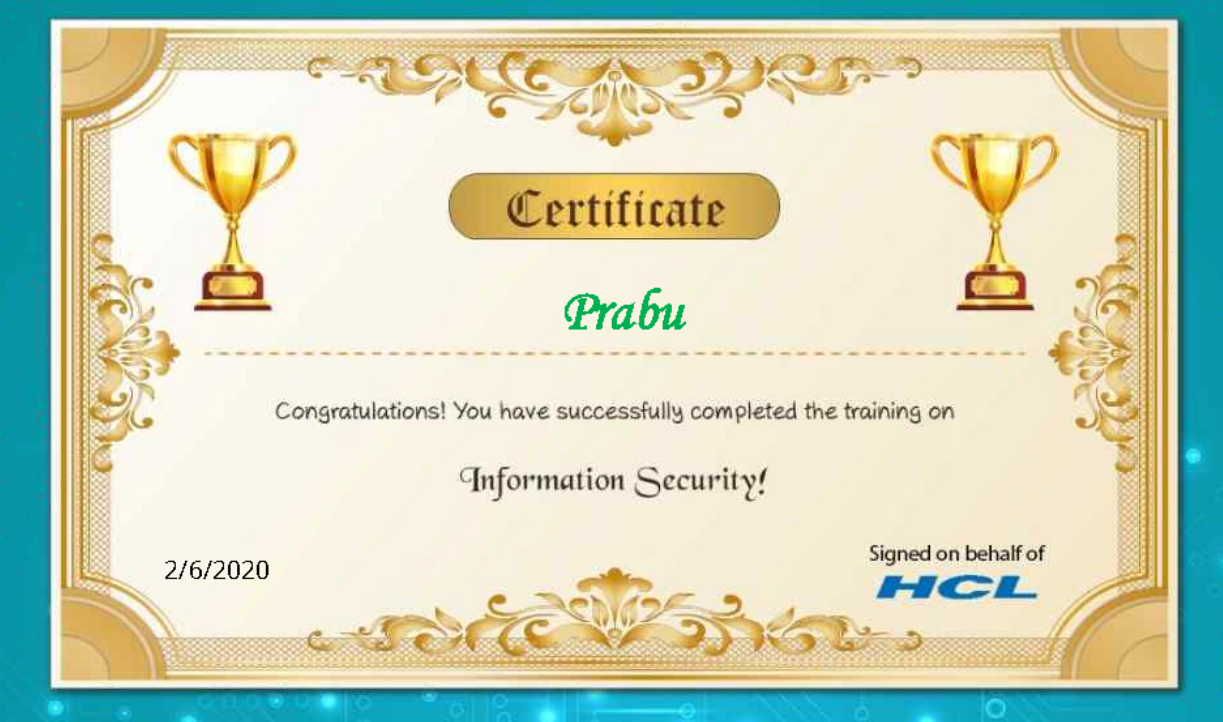 Certificate
Prabu
Congratulations! You have successfully completed the training on
Information Security!
Signed on behalf of
2/6/2020
HCL